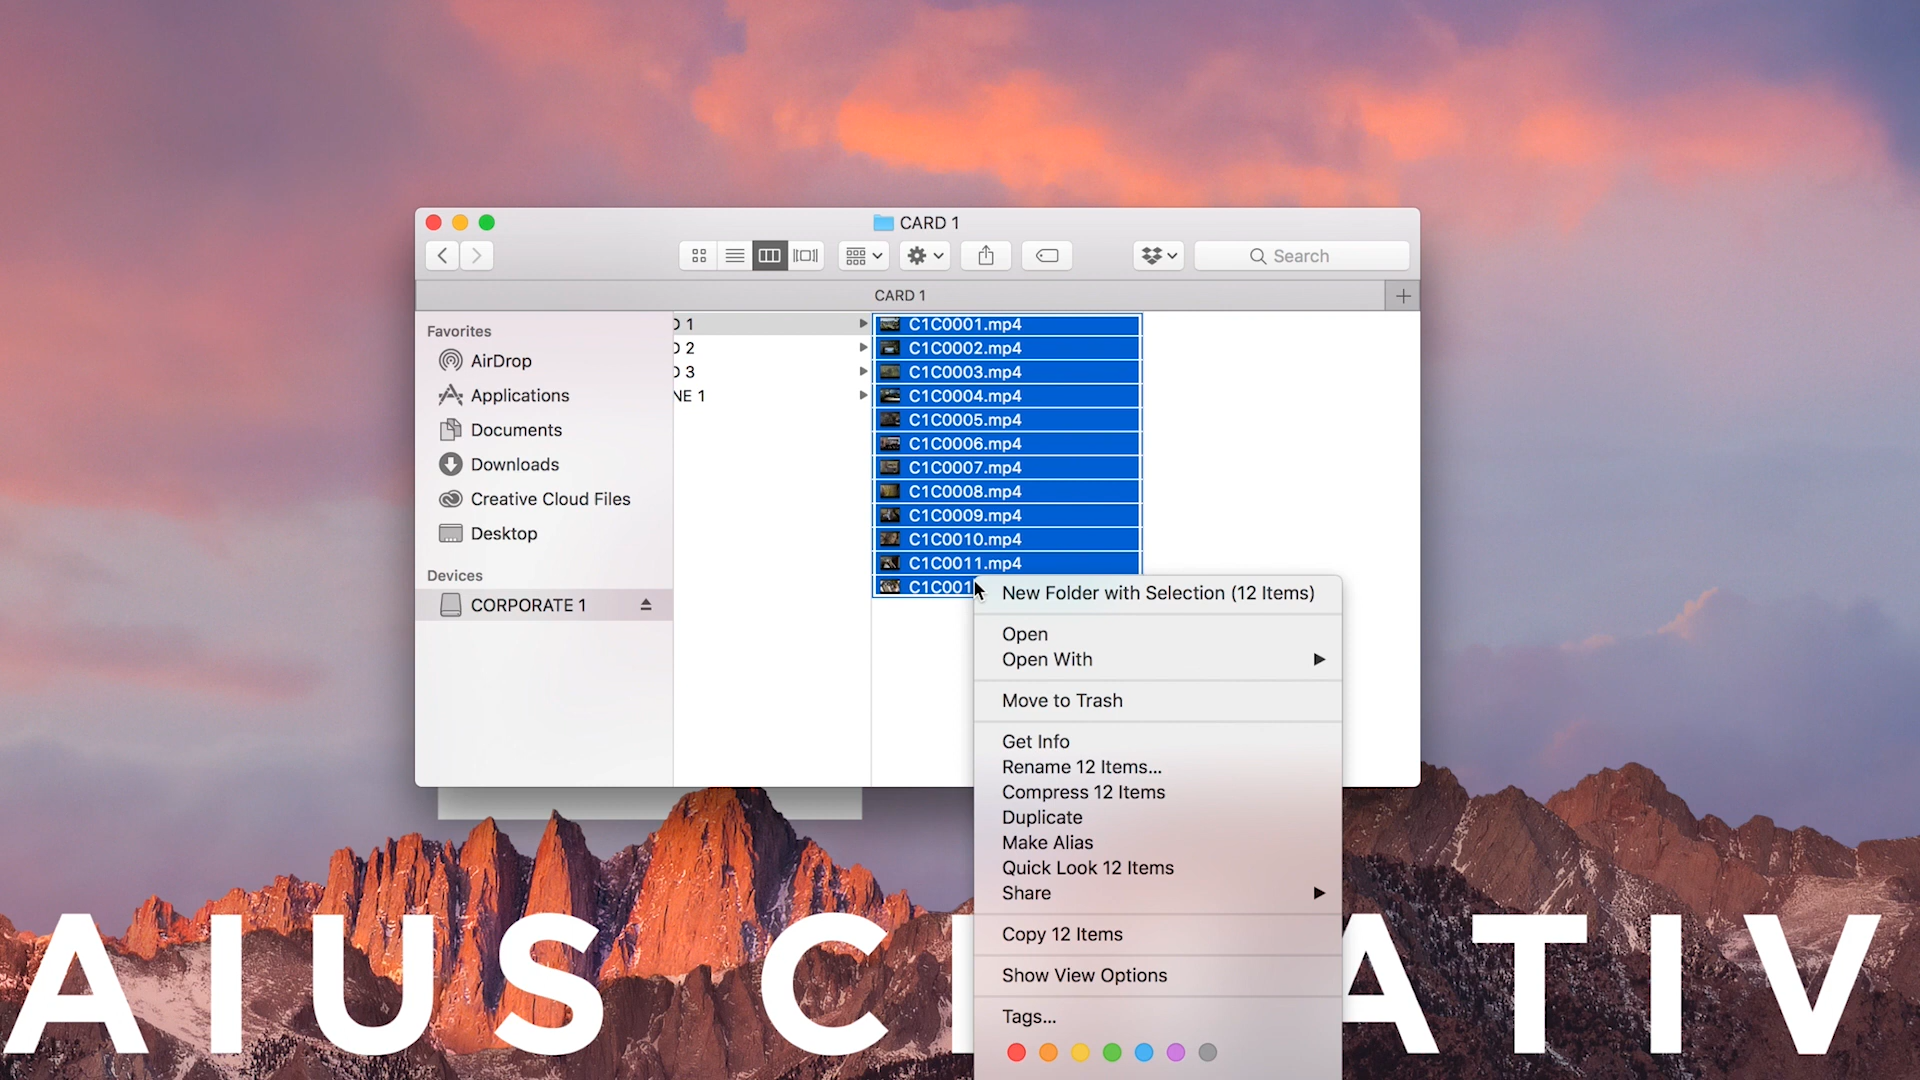 CARD 1
Search
CARD 1
Favorites
AirDrop
Applications
Documents
Downloads
Creative Cloud Files
Desktop
Devices
CORPORATE 1
D 1
D 2
D 3
NE 1
C1C0001.mp4
C1C0002.mp4
C1C0003.mp4
C1C0004.mp4
C1C0005.mp4
C1C0006.mp4
C1C0007.mp4
C1C0008.mp4
C1C0009.mp4
C1C0010.mp4
C1C0011.mp4
C1C001
New Folder with Selection (12 Items)
Open
Open With
Move to Trash
Get Info
Rename 12 Items...
Compress 12 Items
Duplicate
Make Alias
Quick Look 12 Items
Share
Copy 12 Items
Show View Options
Tags...
AIUS C ATIV